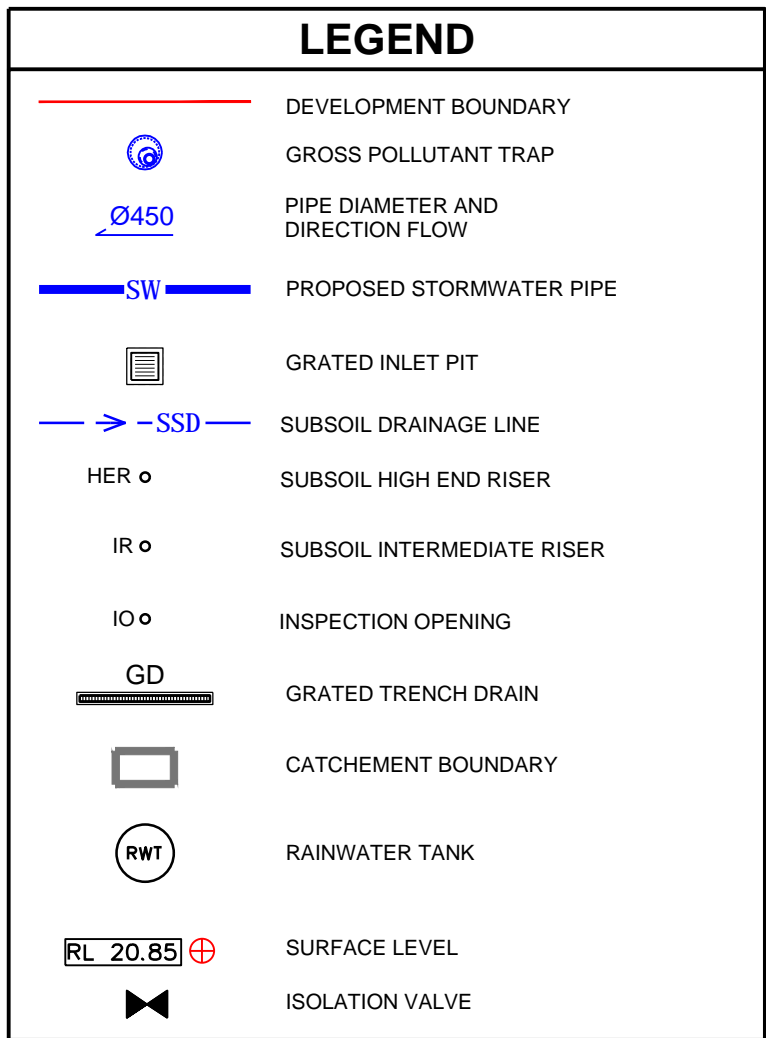 LEGEND
DEVELOPMENT BOUNDARY
GROSS POLLUTANT TRAP
Ø450
PIPE DIAMETER AND
DIRECTION FLOW
SW PROPOSED STORMWATER PIPE
GRATED INLET PIT
SSD SUBSOIL DRAINAGE LINE
HER SUBSOIL HIGH END RISER
IR SUBSOIL INTERMEDIATE RISER
IO INSPECTION OPENING
GD
GRATED TRENCH DRAIN
CATCHEMENT BOUNDARY
RWT RAINWATER TANK
RL 20.85 SURFACE LEVEL
ISOLATION VALVE